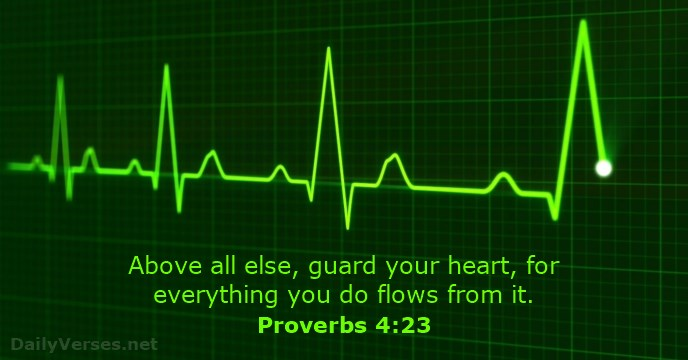 Above all else, guard your heart, for
everything you do flows from it.
Proverbs 4:23
DailyVerses.net